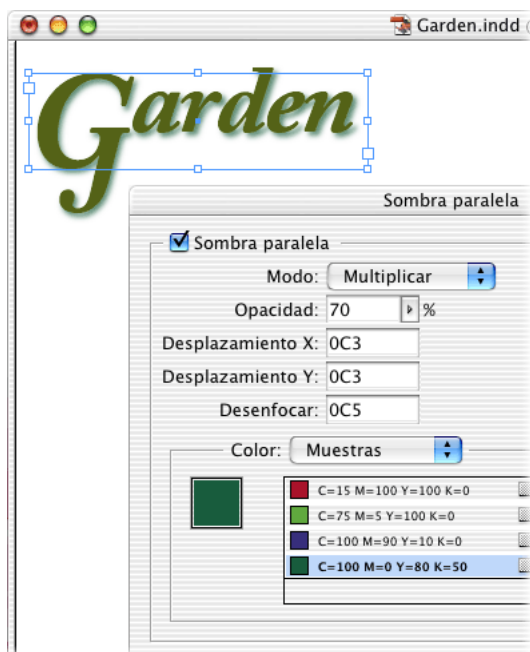 Garden.indd
Garden
Sombra paralela
Sombra paralela
Modo: Multiplicar
Opacidad: 70 %
Desplazamiento X: 0C3
Desplazamiento Y: 0C3
Desenfocar: 0C5
Color: Muestras
C=15 M=100 Y=100 K=0
C=75 M=5 Y=100 K=0
C=100 M=90 Y=10 K=0
C=100 M=0 Y=80 K=50